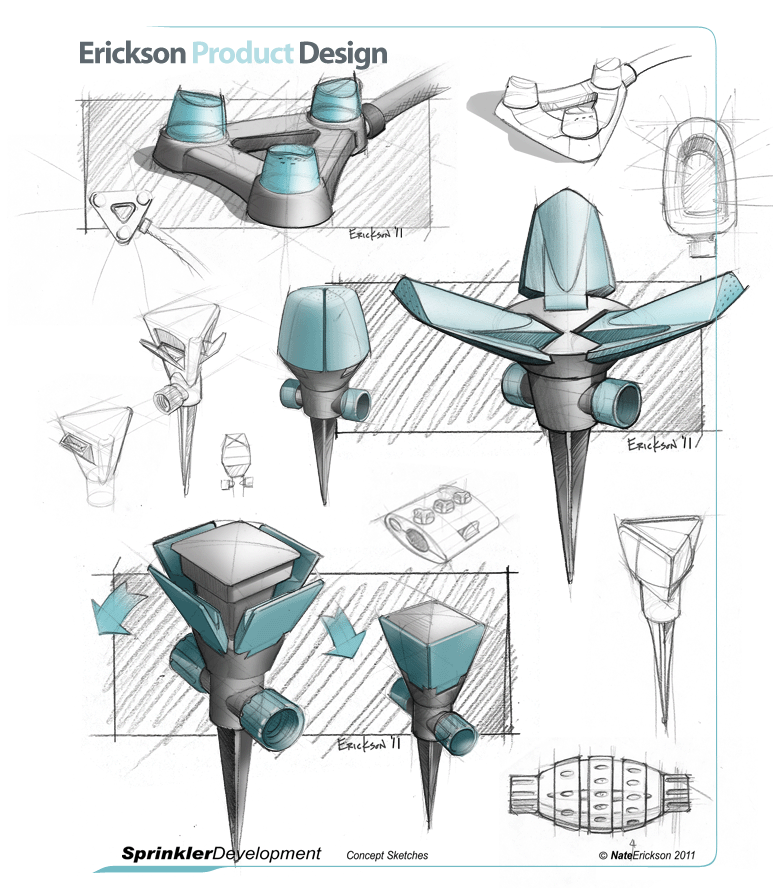 Erickson Product Design
Erickson '11
Erickson '11
Erickson '11
SprinklerDevelopment
Concept Sketches
© NateErickson 2011